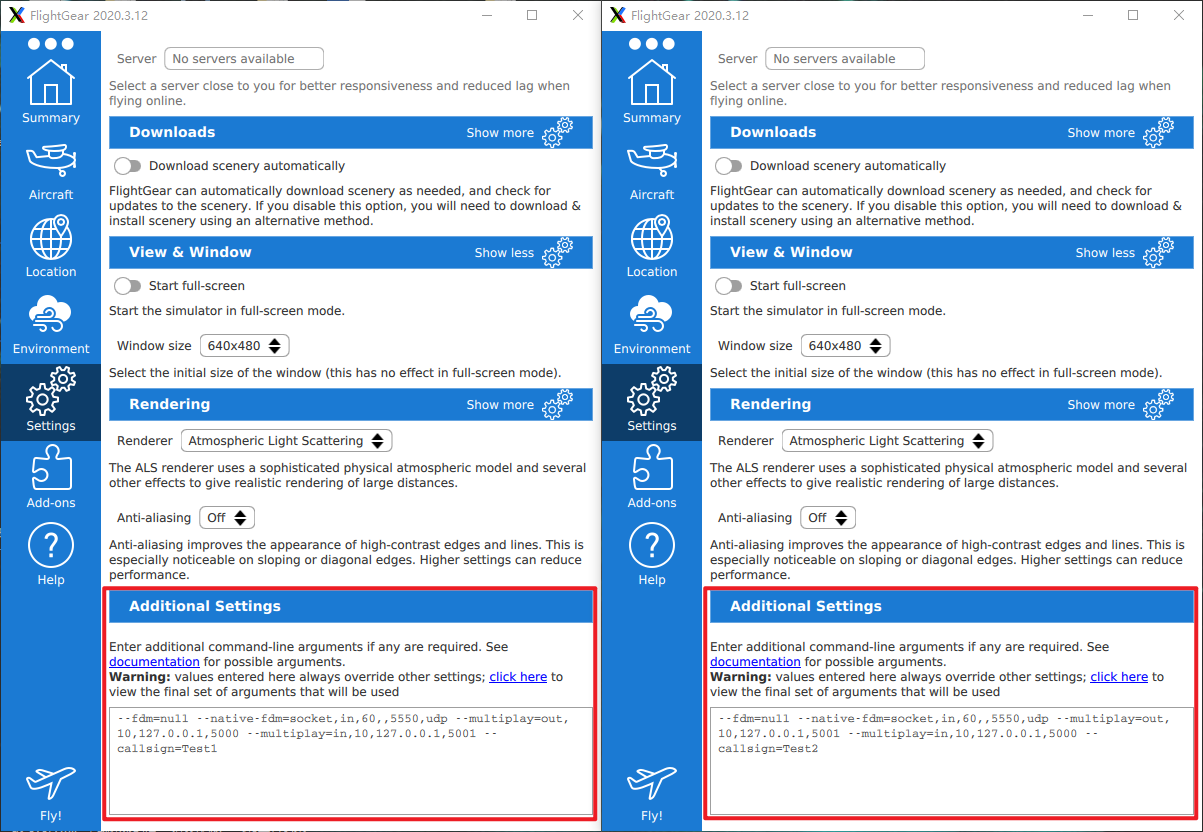 FlightGear 2020.3.12
Summary
Aircraft
Location
Environment
Settings
Add-ons
?
Help
Fly!
Server No servers available
Select a server close to you for better responsiveness and reduced lag when
flying online.
Downloads Show more
Download scenery automatically
FlightGear can automatically download scenery as needed, and check for
updates to the scenery. If you disable this option, you will need to download &
install scenery using an alternative method.
View & Window Show less
Start full-screen
Start the simulator in full-screen mode.
Window size 640x480
Select the initial size of the window (this has no effect in full-screen mode).
Rendering Show more
Renderer Atmospheric Light Scattering
The ALS renderer uses a sophisticated physical atmospheric model and several
other effects to give realistic rendering of large distances.
Anti-aliasing Off
Anti-aliasing improves the appearance of high-contrast edges and lines. This is
especially noticeable on sloping or diagonal edges. Higher settings can reduce
performance.
Additional Settings
Enter additional command-line arguments if any are required. See
documentation for possible arguments.
Warning: values entered here always override other settings; click here to
view the final set of arguments that will be used
--fdm=null --native-fdm=socket,in,60,,5550,udp --multiplay=out,
10,127.0.0.1,5000 --multiplay=in,10,127.0.0.1,5001 --
callsign=Test1
FlightGear 2020.3.12
Summary
Aircraft
Location
Environment
Settings
Add-ons
?
Help
Fly!
Server No servers available
Select a server close to you for better responsiveness and reduced lag when
flying online.
Downloads Show more
Download scenery automatically
FlightGear can automatically download scenery as needed, and check for
updates to the scenery. If you disable this option, you will need to download &
install scenery using an alternative method.
View & Window Show less
Start full-screen
Start the simulator in full-screen mode.
Window size 640x480
Select the initial size of the window (this has no effect in full-screen mode).
Rendering Show more
Renderer Atmospheric Light Scattering
The ALS renderer uses a sophisticated physical atmospheric model and several
other effects to give realistic rendering of large distances.
Anti-aliasing Off
Anti-aliasing improves the appearance of high-contrast edges and lines. This is
especially noticeable on sloping or diagonal edges. Higher settings can reduce
performance.
Additional Settings
Enter additional command-line arguments if any are required. See
documentation for possible arguments.
Warning: values entered here always override other settings; click here to
view the final set of arguments that will be used
--fdm=null --native-fdm=socket,in,60,,5550,udp --multiplay=out,
10,127.0.0.1,5001 --multiplay=in,10,127.0.0.1,5000 --
callsign=Test2